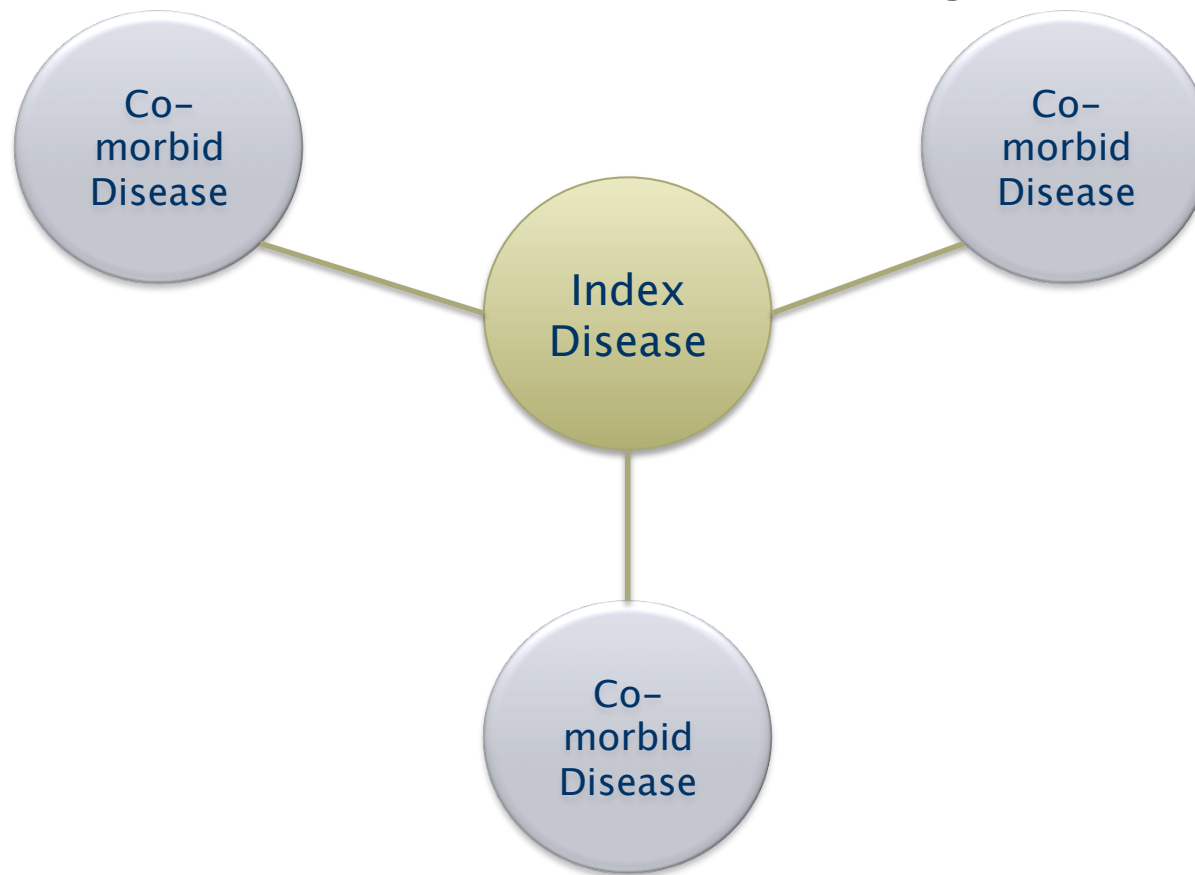 Co-
morbid
Disease
Co-
morbid
Disease
Index
Disease
Co-
morbid
Disease